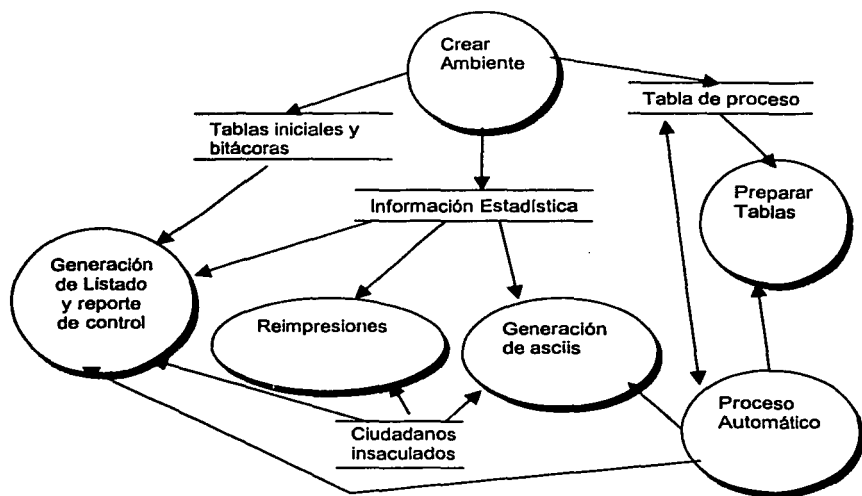 Crear
Ambiente
Tabla de proceso
Tablas iniciales y
bitácoras
Preparar
Tablas
Información Estadística
Generación
de Listado
y reporte
de control
Reimpresiones
Generación
de asciis
Proceso
Automático
Ciudadanos
insaculados